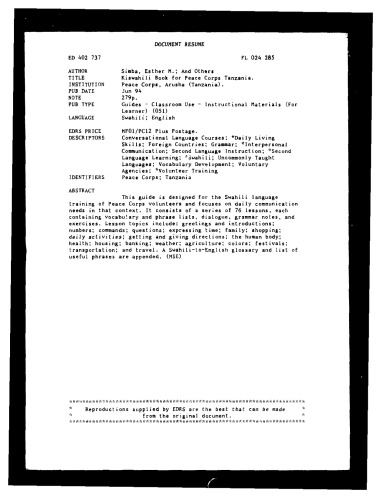 DOCUMENT RESUME
ED 402 737 FL 024 285
AUTHOR Simba, Esther M.; And Others
TITLE Kiswahili Book for Peace Corps Tanzania.
INSTITUTION Peace Corps, Arusha (Tanzania).
PUB DATE Jun 94
NOTE 279p.
PUB TYPE Guides - Classroom Use - Instructional Materials (For
Learner) (051)
LANGUAGE Swahili; English
EDRS PRICE MF01/PC12 Plus Postage.
DESCRIPTORS Conversational Language Courses; *Daily Living
Skills; Foreign Countries; Grammar; *Interpersonal
Communication; Second Language Instruction; *Second
Language Learning; *Swahili; Uncommonly Taught
Languages; Vocabulary Development; Voluntary
Agencies; *Volunteer Training
IDENTIFIERS Peace Corps; Tanzania
ABSTRACT
This guide is designed for the Swahili language
training of Peace Corps volunteers and focuses on daily communication
needs in that context. It consists of a series of 76 lessons, each
containing vocabulary and phrase lists, dialogue, grammar notes, and
exercises. Lesson topics include: greetings and introductions;
numbers; commands; questions; expressing time; family; shopping;
daily activities; getting and giving directions; the human body;
health; housing; banking; weather; agriculture; colors; festivals;
transportation; and travel. A Swahili-to-English glossary and list of
useful phrases are appended. (MSE)
* Reproductions supplied by EDRS are the best that can be made *
* from the original document. *